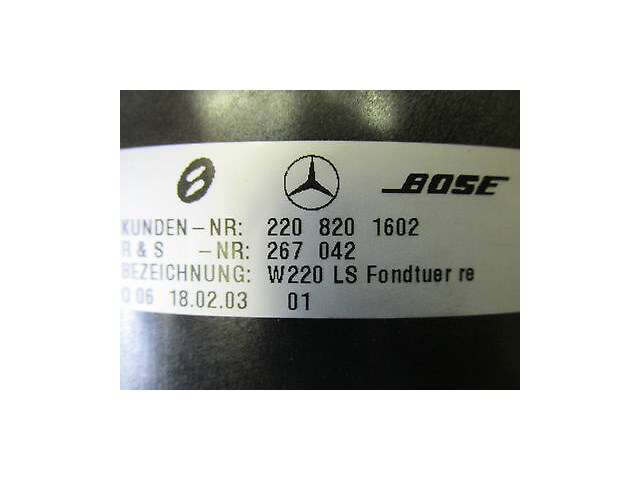 BOSE
KUNDEN-NR: 220 820 1602
R & S -NR: 267 042
BEZEICHNUNG: W220 LS Fondtuer re
Q 06 18.02.03 01